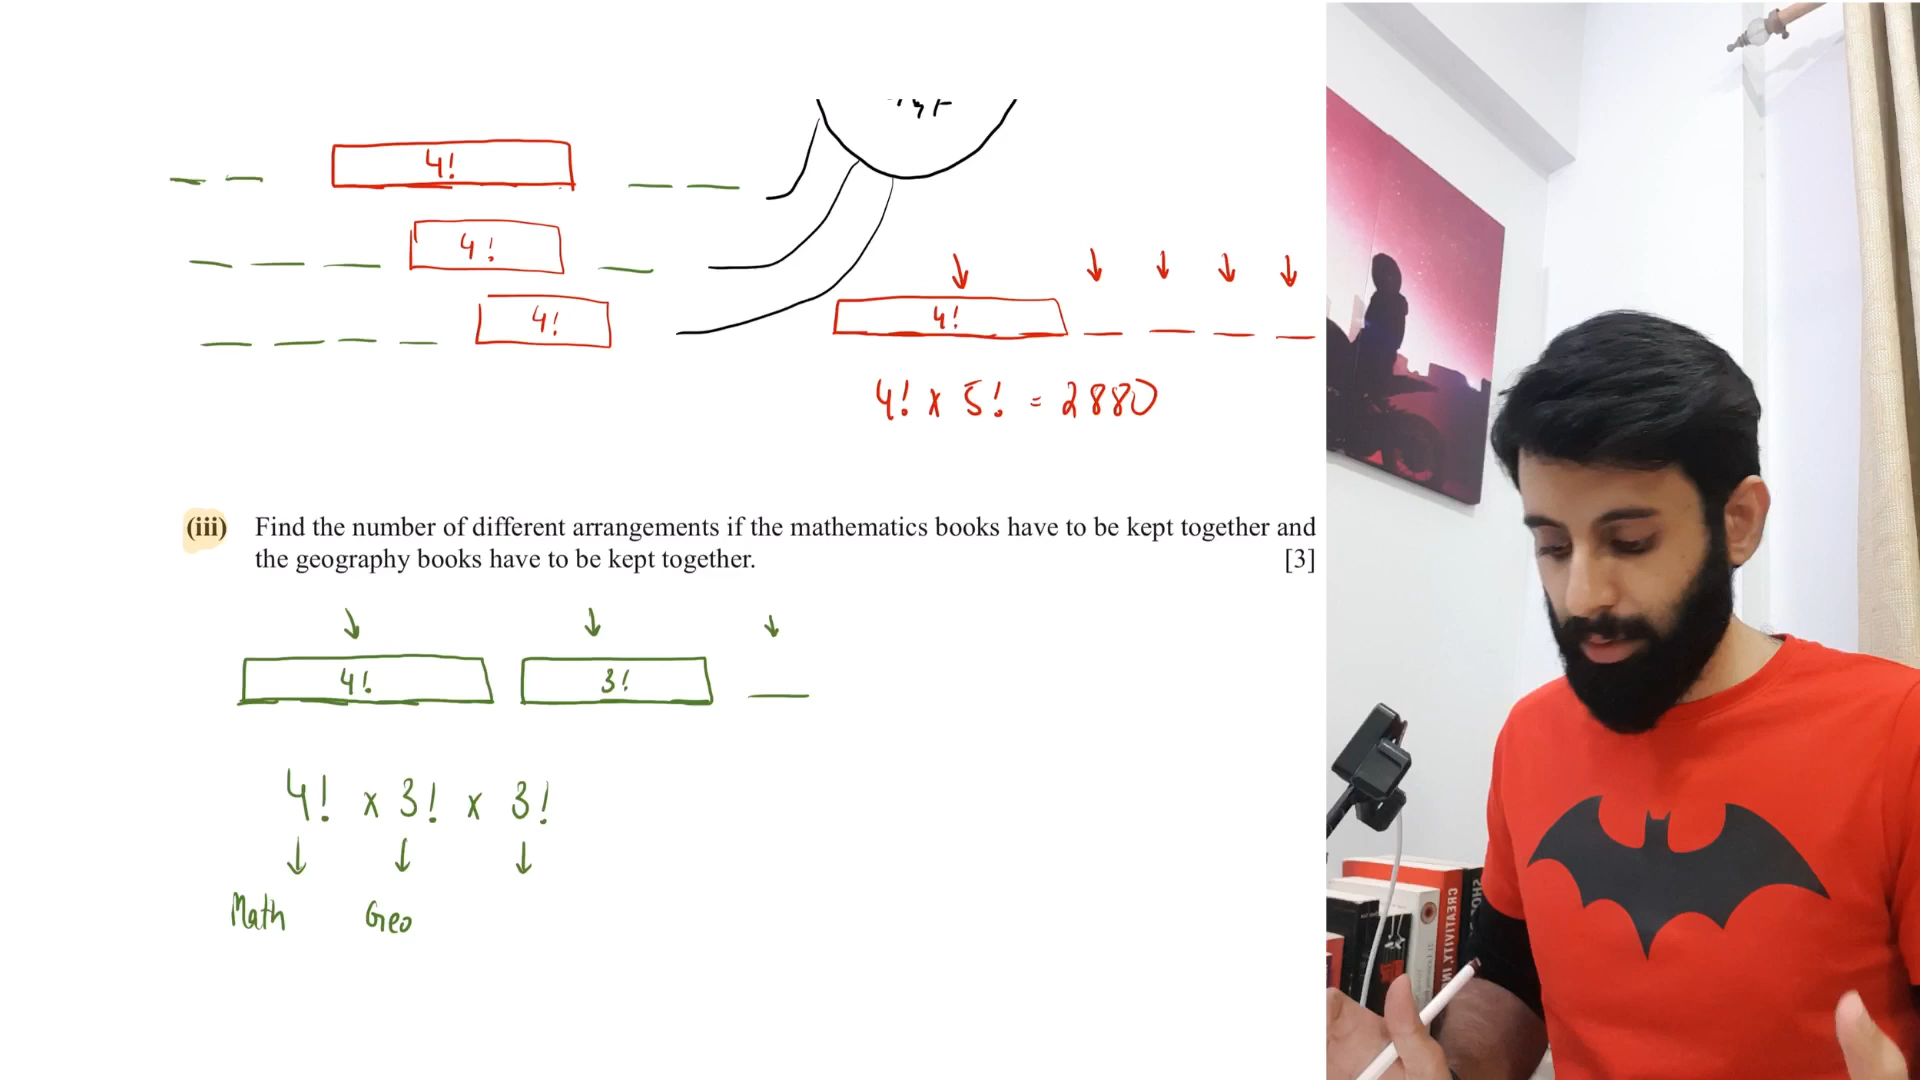 4!
4!
4!
4!
4! x 5! = 2880
(iii) Find the number of different arrangements if the mathematics books have to be kept together and
the geography books have to be kept together. [3]
4! 3!
4! x 3! x 3!
Math Geo
CREATIVITY,